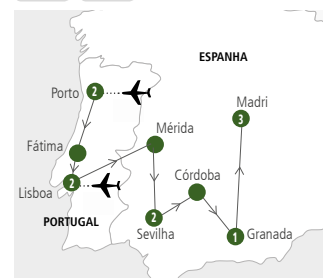 ESPANHA
Porto
2
Madri
3
Fátima
Mérida
Lisboa
2
Córdoba
PORTUGAL
2
Sevilha
1
Granada